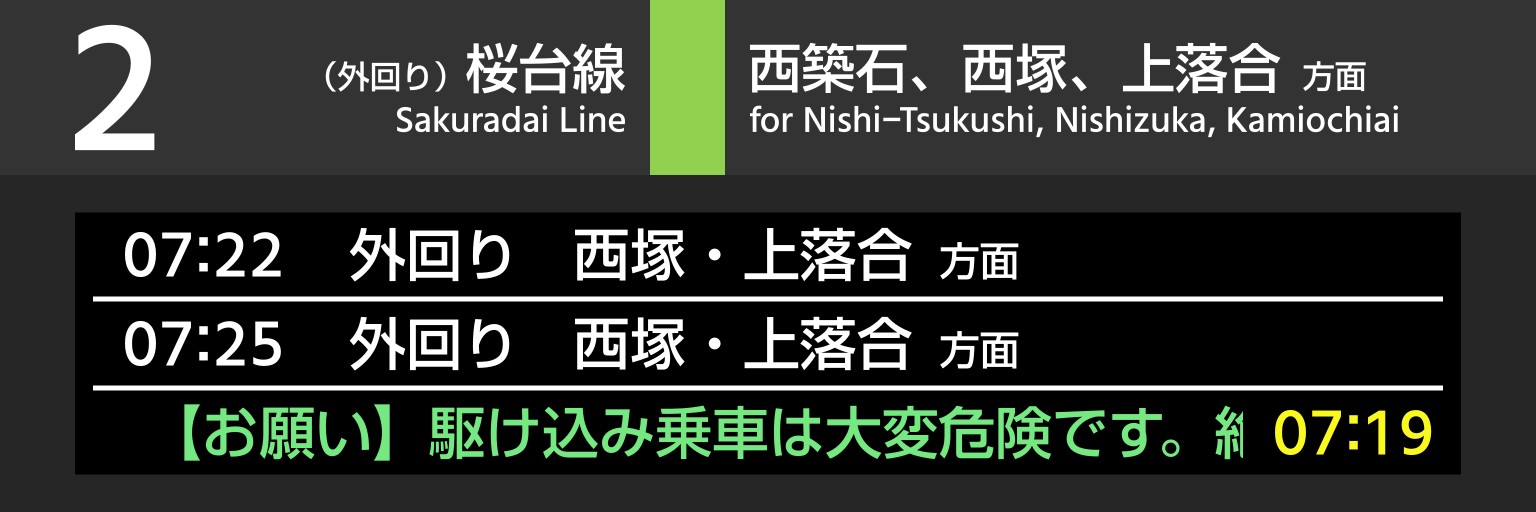 2
（外回り）桜台線
Sakuradai Line
西築石、西塚、上落合 方面
for Nishi-Tsukushi, Nishizuka, Kamiochiai
07:22 外回り 西塚・上落合 方面
07:25 外回り 西塚・上落合 方面
【お願い】駆け込み乗車は大変危険です。 07:19